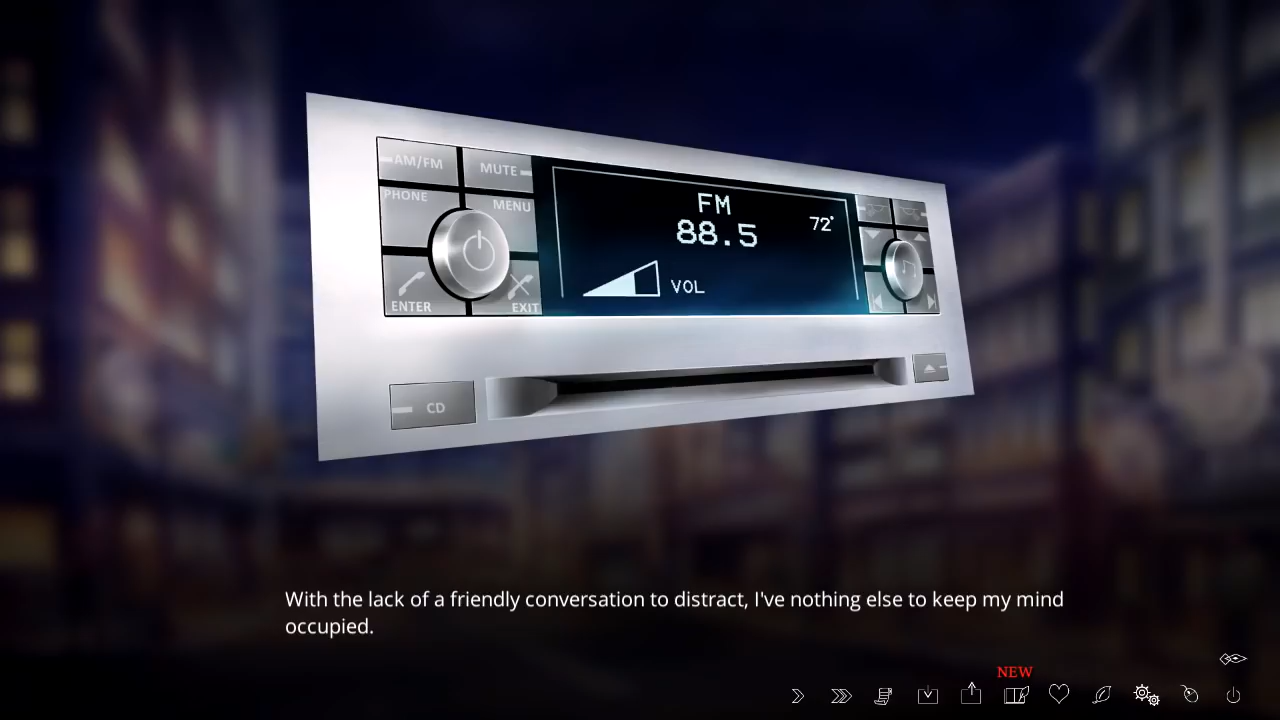 AM/FM
MUTE
PHONE
MENU
ENTER
EXIT
FM
88.5
72°
VOL
CD
With the lack of a friendly conversation to distract, I've nothing else to keep my mind
occupied.
NEW